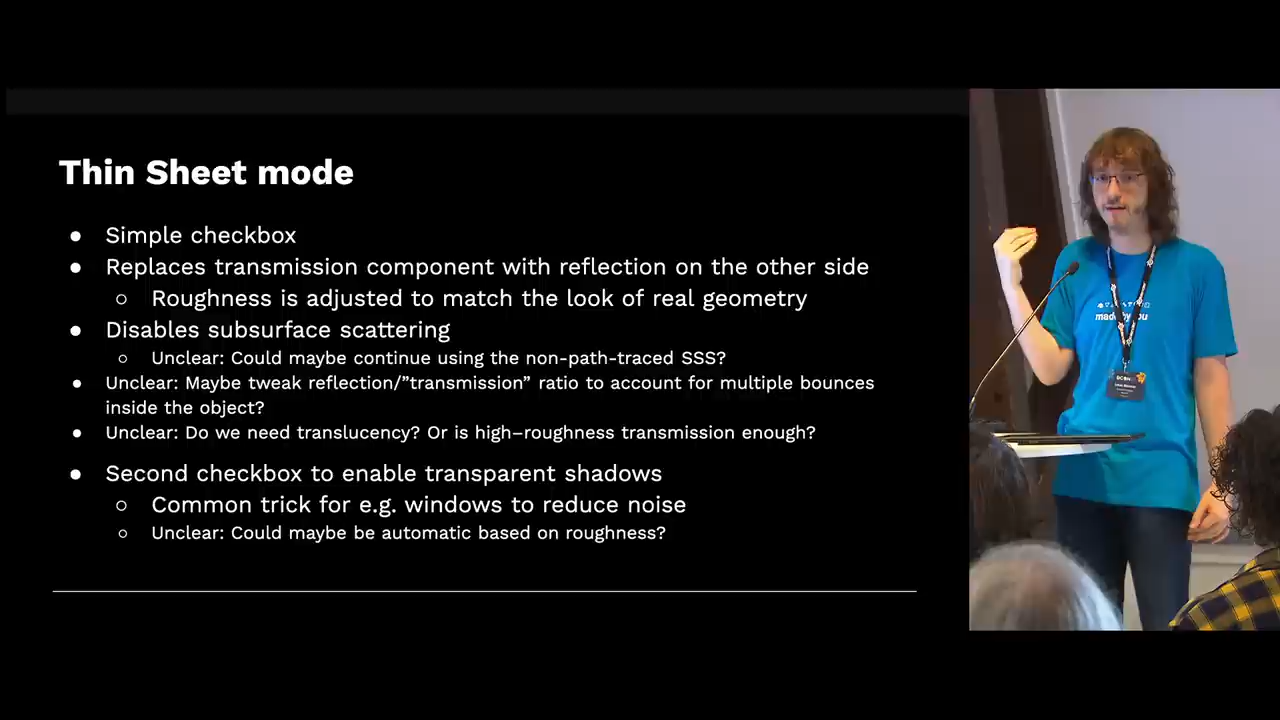 Thin Sheet mode
● Simple checkbox
● Replaces transmission component with reflection on the other side
○ Roughness is adjusted to match the look of real geometry
● Disables subsurface scattering
○ Unclear: Could maybe continue using the non-path-traced SSS?
● Unclear: Maybe tweak reflection/”transmission” ratio to account for multiple bounces
inside the object?
● Unclear: Do we need translucency? Or is high–roughness transmission enough?
● Second checkbox to enable transparent shadows
○ Common trick for e.g. windows to reduce noise
○ Unclear: Could maybe be automatic based on roughness?
made by you